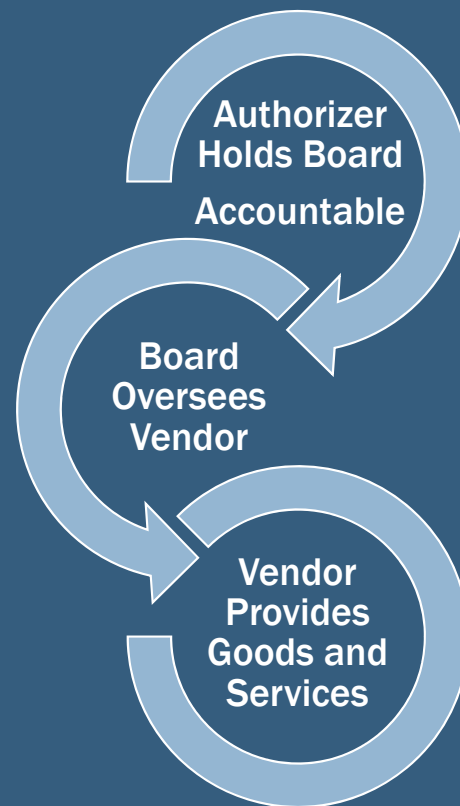 Authorizer
Holds Board
Accountable
Board
Oversees
Vendor
Vendor
Provides
Goods and
Services